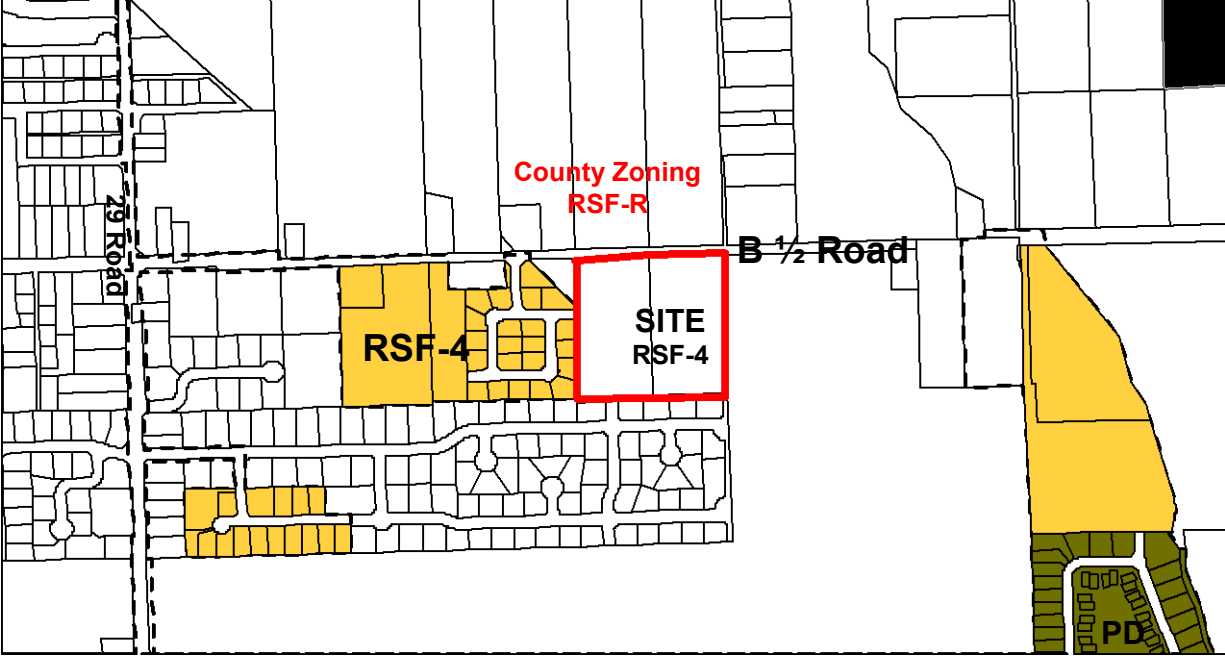 County Zoning
RSF-R
29 Road
B ½ Road
SITE
RSF-4
RSF-4
PD